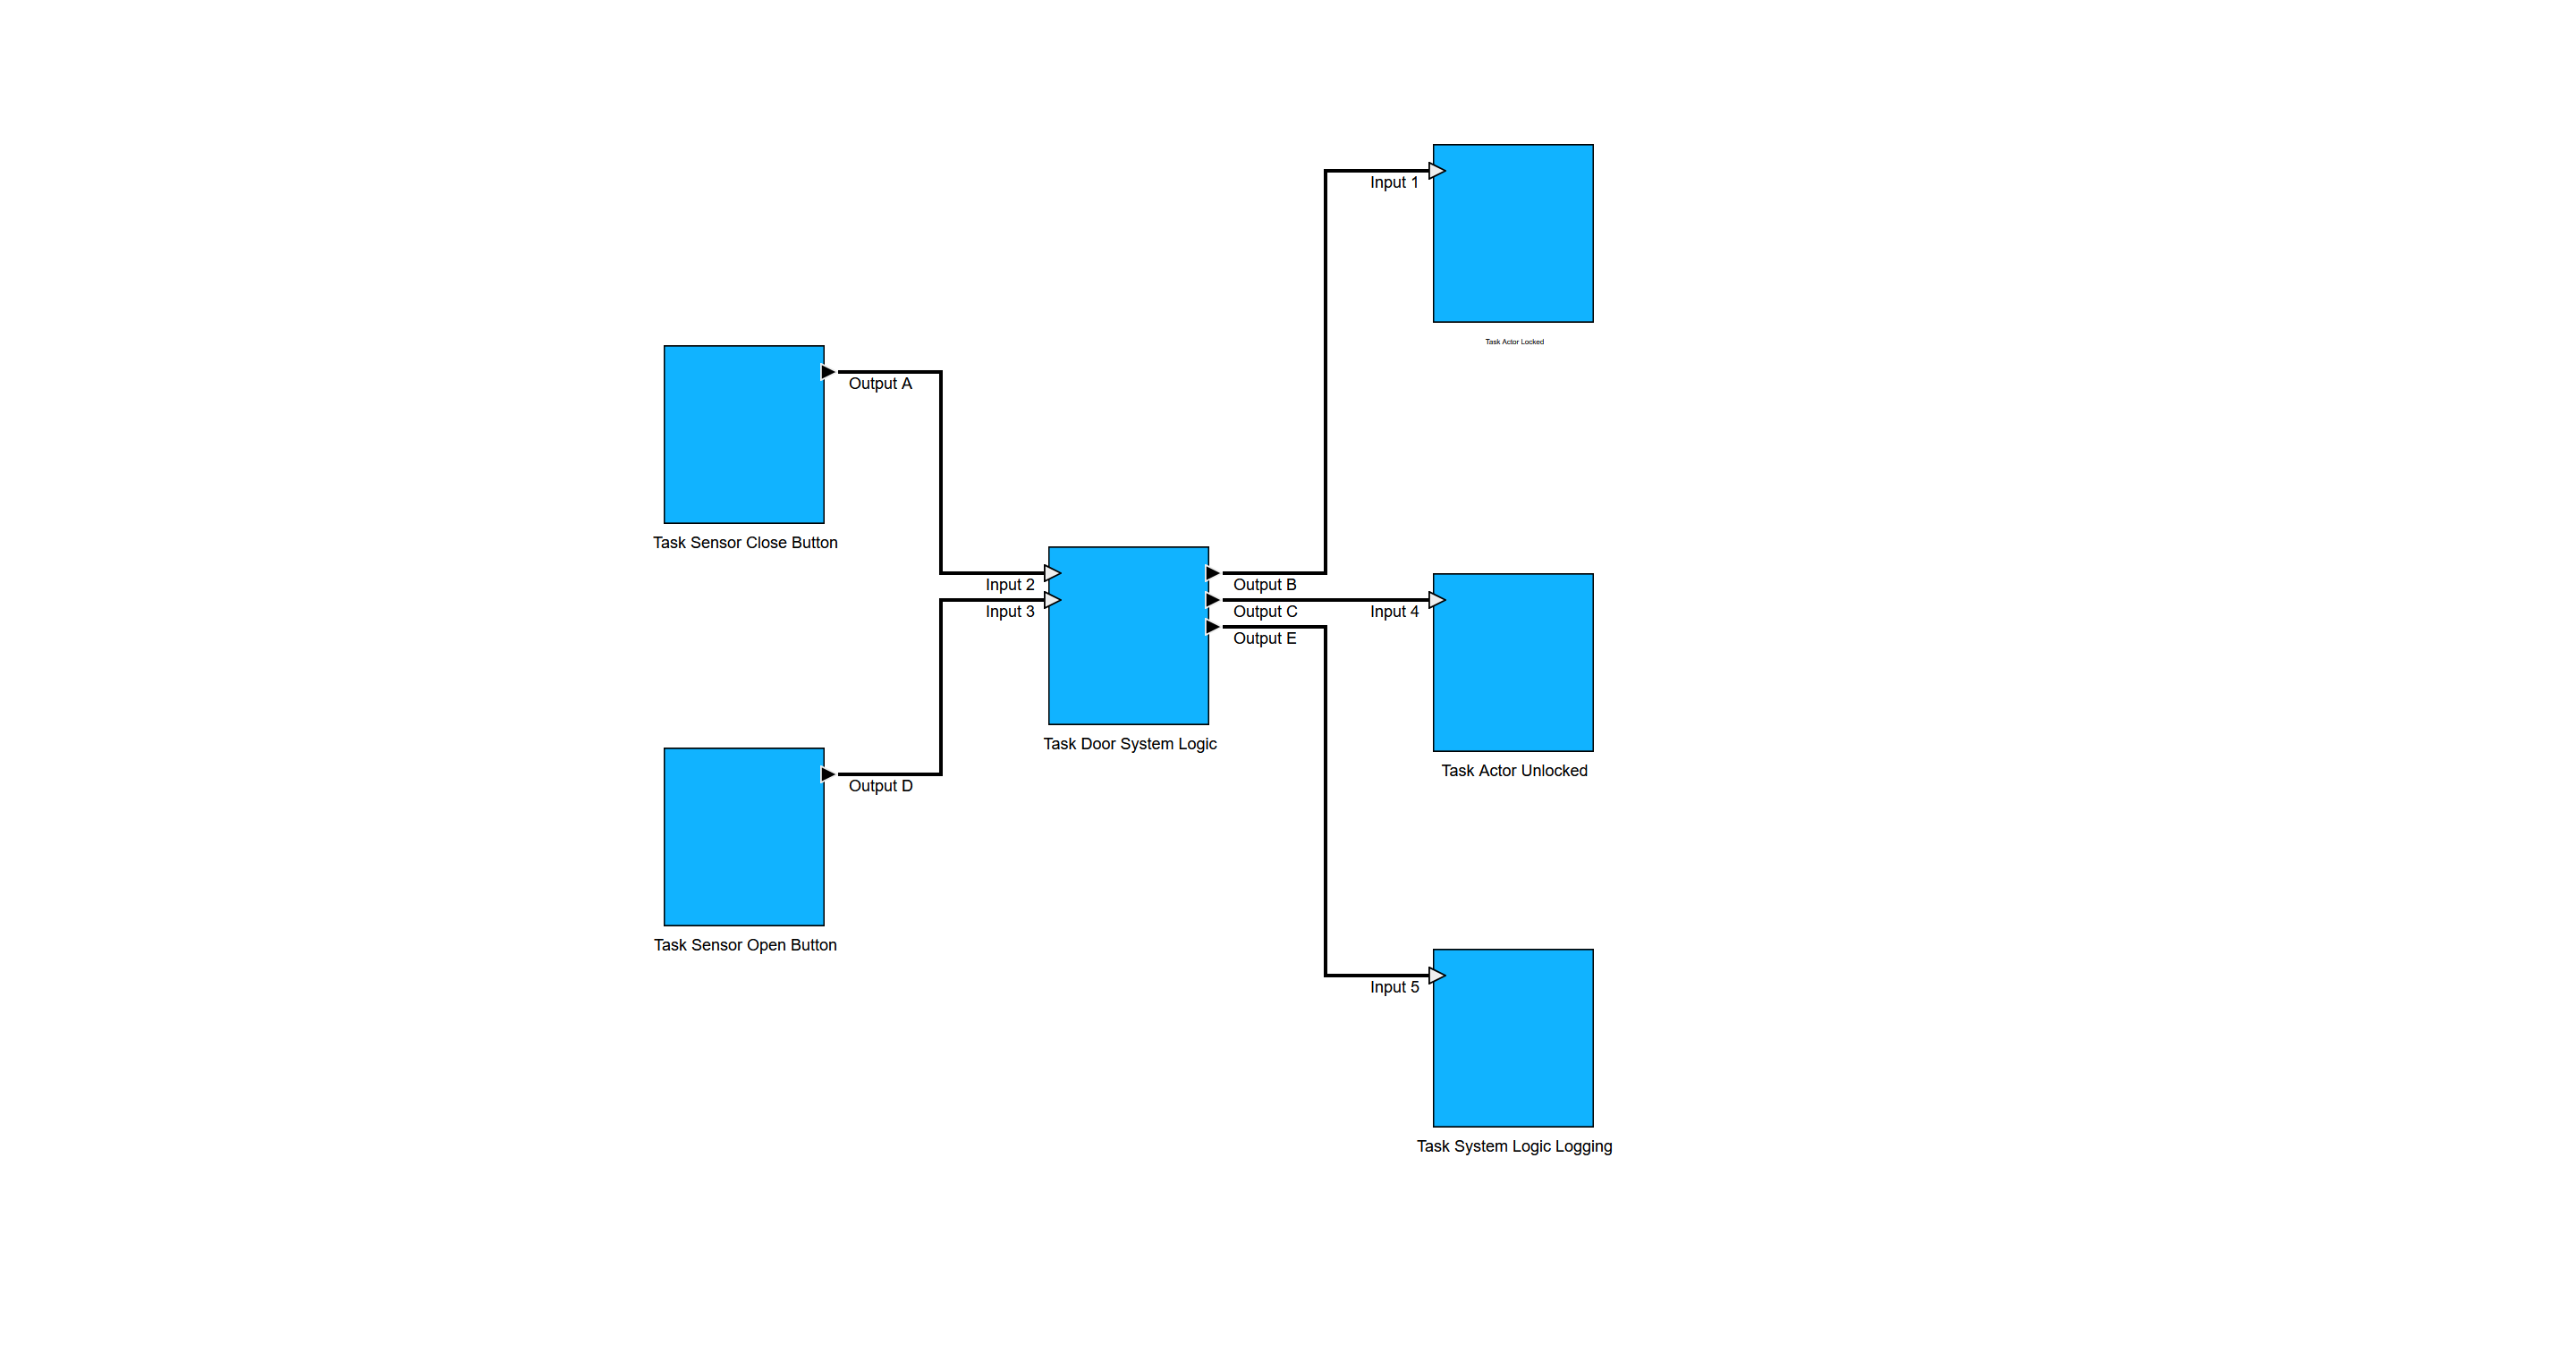 Input 1
Task Actor Locked
Output A
Task Sensor Close Button
Input 2
Input 3
Output B
Output C
Output E
Input 4
Task Door System Logic
Task Actor Unlocked
Output D
Task Sensor Open Button
Input 5
Task System Logic Logging